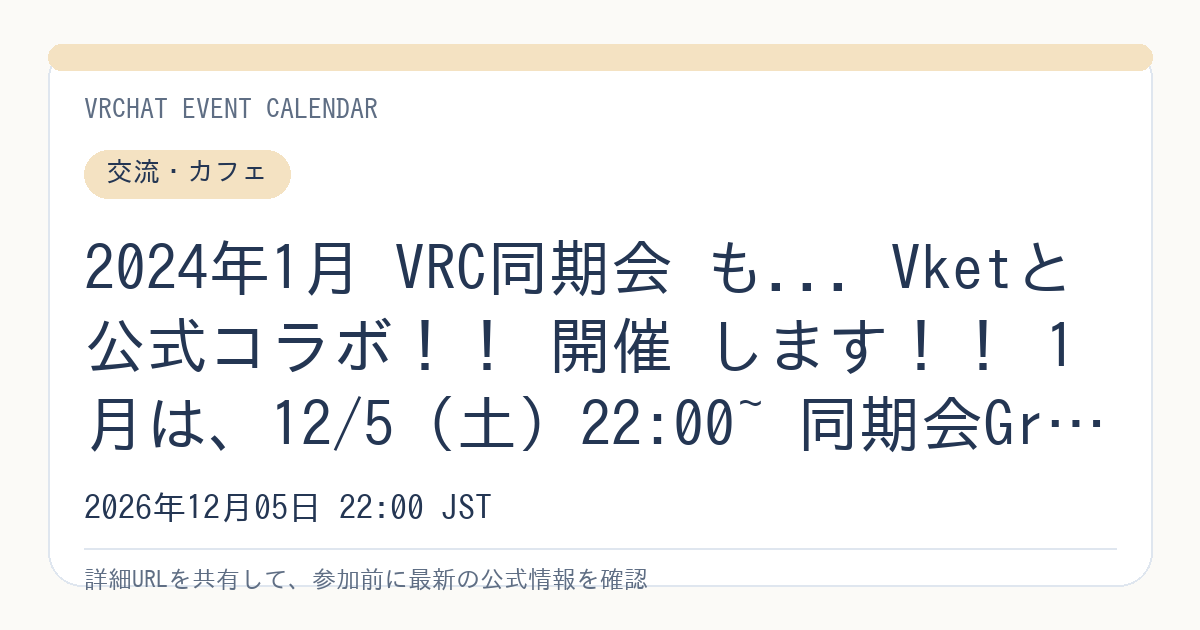 VRCHAT EVENT CALENDAR
交流・カフェ
2024年1月 VRC同期会 も... Vketと
公式コラボ！！ 開催 します！！ 1
月は、12/5（土）22:00~ 同期会Gr…
2026年12月05日 22:00 JST
詳細URLを共有して、参加前に最新の公式情報を確認